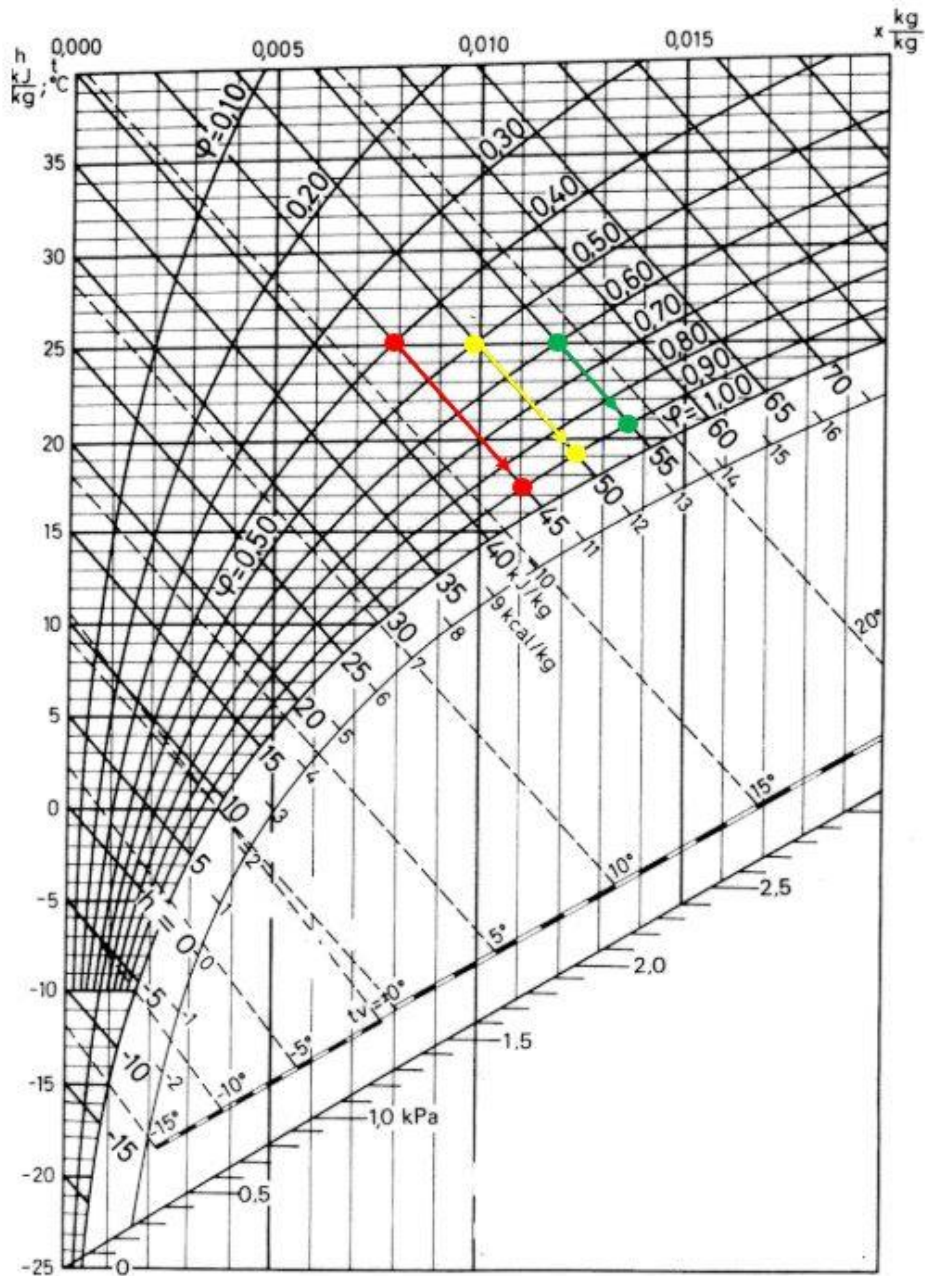 h 0,000 0,005 0,010 0,015 x kg/kg
kJ/kg ; t °C
φ=0,10
35
0,20 0,30
0,40
30 0,50
0,60
0,70
25 0,80
0,90 70
φ=1,00 65
20 60 16
55 15
50 14
φ=0,50 13
15 45 12
11
40 kJ/kg 10
35 9 kcal/kg
10 30 8 20°
7
25 6
5 20 5
15 4
0 10 3 15°
2
5 1 10° 2,5
-5 h = 0 0 5° 2,0
-10 -5 -1 tv = ±0° 1,5
-10 -2 -5°
-15 -15 -10° 1,0 kPa
-15°
-20 0,5
-25 0